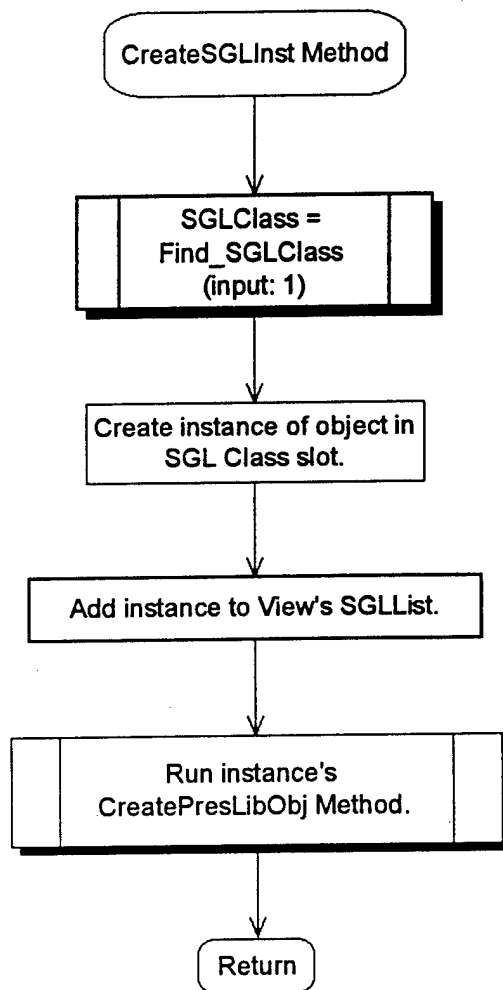 CreateSGLInst Method
SGLClass =
Find_SGLClass
(input: 1)
Create instance of object in
SGL Class slot.
Add instance to View's SGLList.
Run instance's
CreatePresLibObj Method.
Return